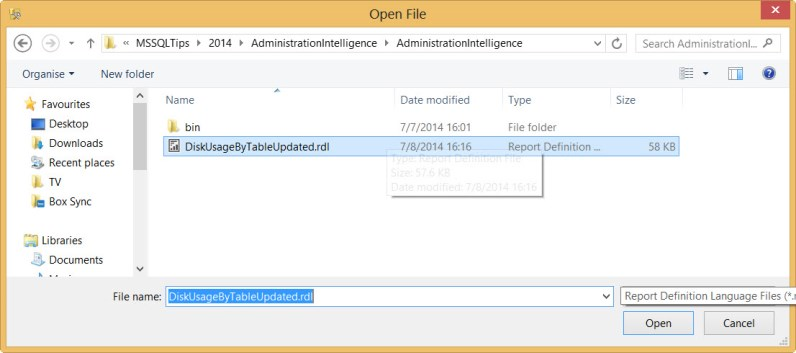 Open File
« MSSQLTips › 2014 › AdministrationIntelligence › AdministrationIntelligence
Search AdministrationI...
Organise New folder
Favourites
Desktop
Downloads
Recent places
TV
Box Sync
Libraries
Documents
Name Date modified Type Size
bin 7/7/2014 16:01 File folder
DiskUsageByTableUpdated.rdl 7/8/2014 16:16 Report Definition ... 58 KB
Type: Report Definition File
Size: 57.6 KB
Date modified: 7/8/2014 16:16
File name: DiskUsageByTableUpdated.rdl
Report Definition Language Files (*.r
Open Cancel